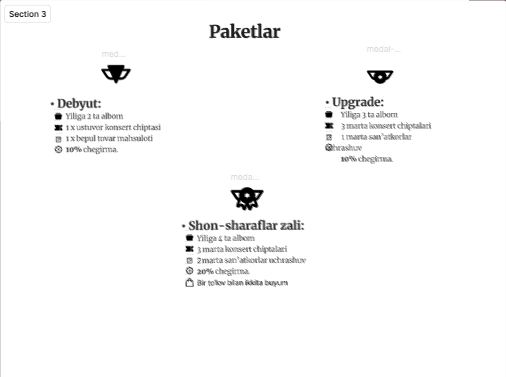 Section 3
Paketlar
med...
• Debyut:
Yiliga 2 ta albom
1 x ustuvor konsert chiptasi
1 x bepul tovar mahsuloti
10% chegirma.
medal-...
• Upgrade:
Yiliga 3 ta albom
3 marta konsert chiptalari
1 marta san'atkorlar
uchrashuv
10% chegirma.
meda...
• Shon-sharaflar zali:
Yiliga 4 ta albom
3 marta konsert chiptalari
2 marta san'atkorlar uchrashuv
20% chegirma.
Bir to'lov bilan ikkita buyum